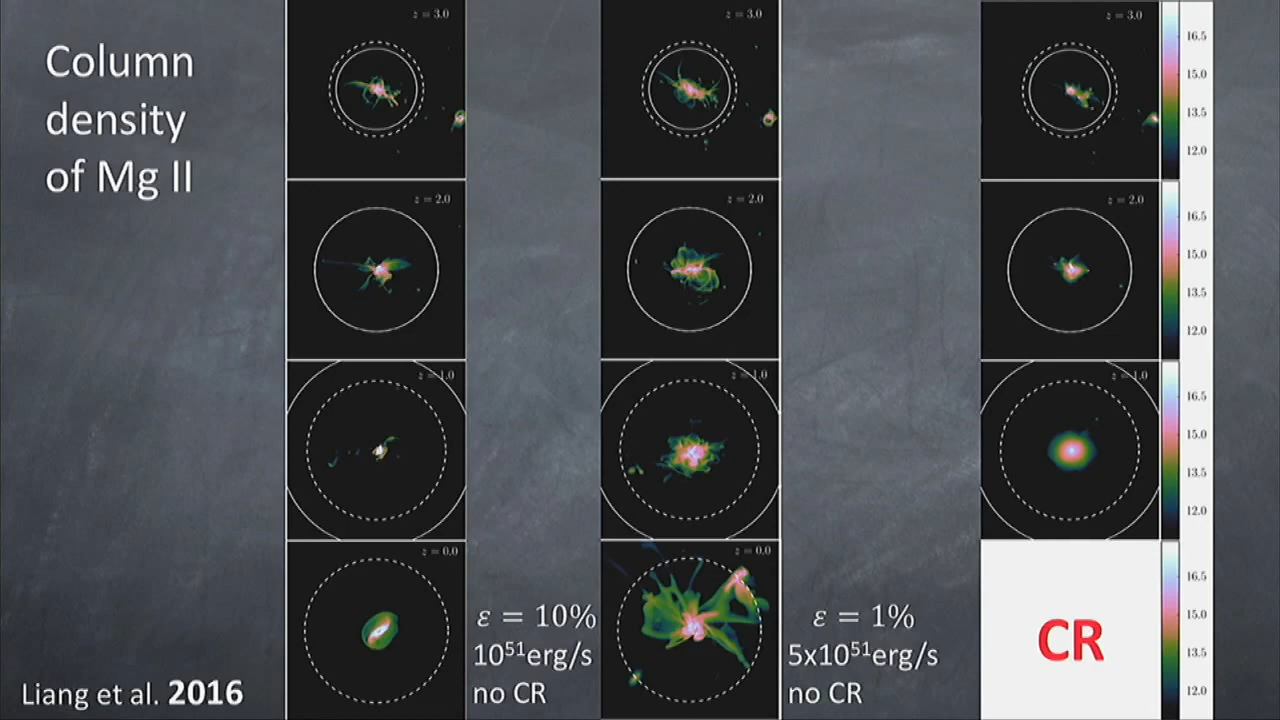 Column
density
of Mg II
z = 3.0
z = 3.0
z = 3.0
16.5
15.0
13.5
12.0
z = 2.0
z = 2.0
z = 2.0
16.5
15.0
13.5
12.0
z = 1.0
z = 1.0
z = 1.0
16.5
15.0
13.5
12.0
z = 0.0
z = 0.0
16.5
15.0
13.5
12.0
ε = 10%
10⁵¹erg/s
no CR
ε = 1%
5x10⁵¹erg/s
no CR
CR
Liang et al. 2016